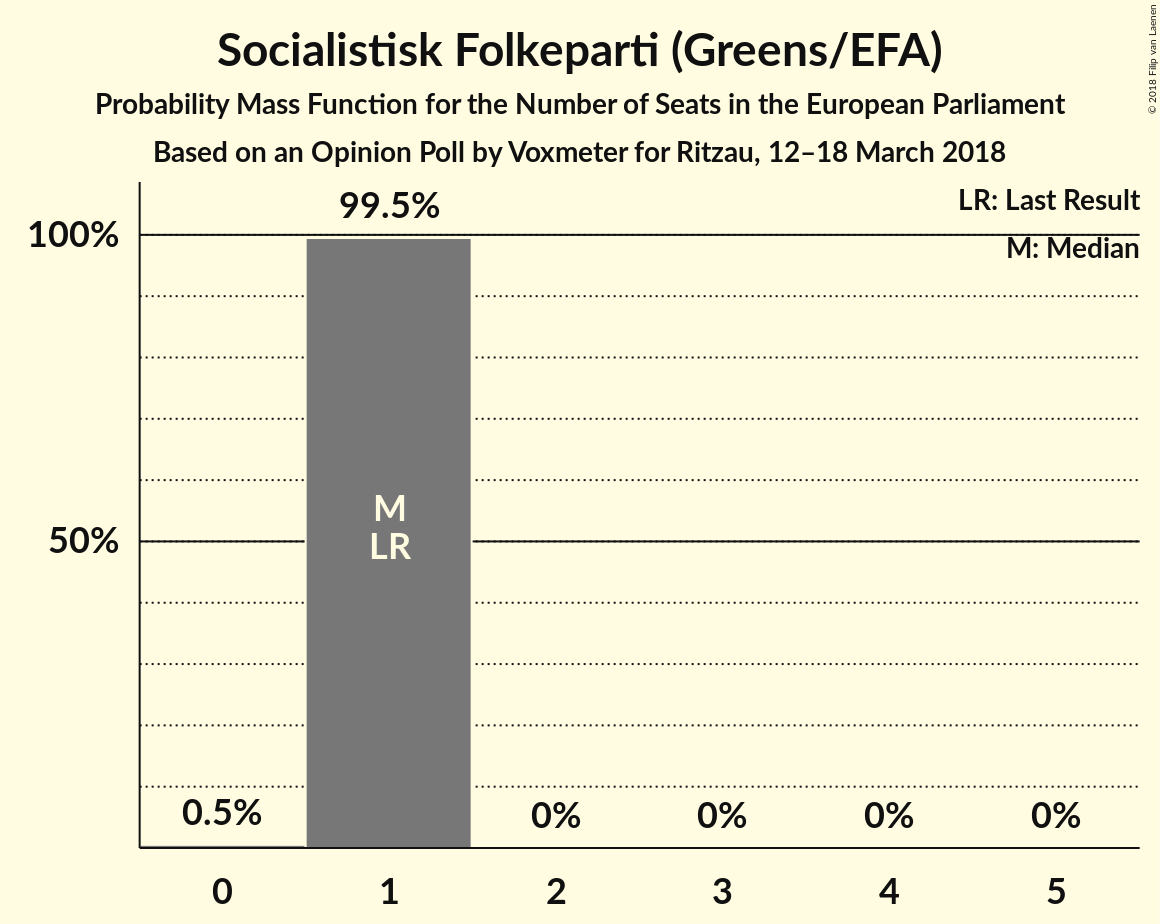 Socialistisk Folkeparti (Greens/EFA)
Probability Mass Function for the Number of Seats in the European Parliament
Based on an Opinion Poll by Voxmeter for Ritzau, 12–18 March 2018
© 2018 Filip van Laenen
LR: Last Result
M: Median
100%
50%
99.5%
M
LR
0.5%
0%
0%
0%
0%
0
1
2
3
4
5